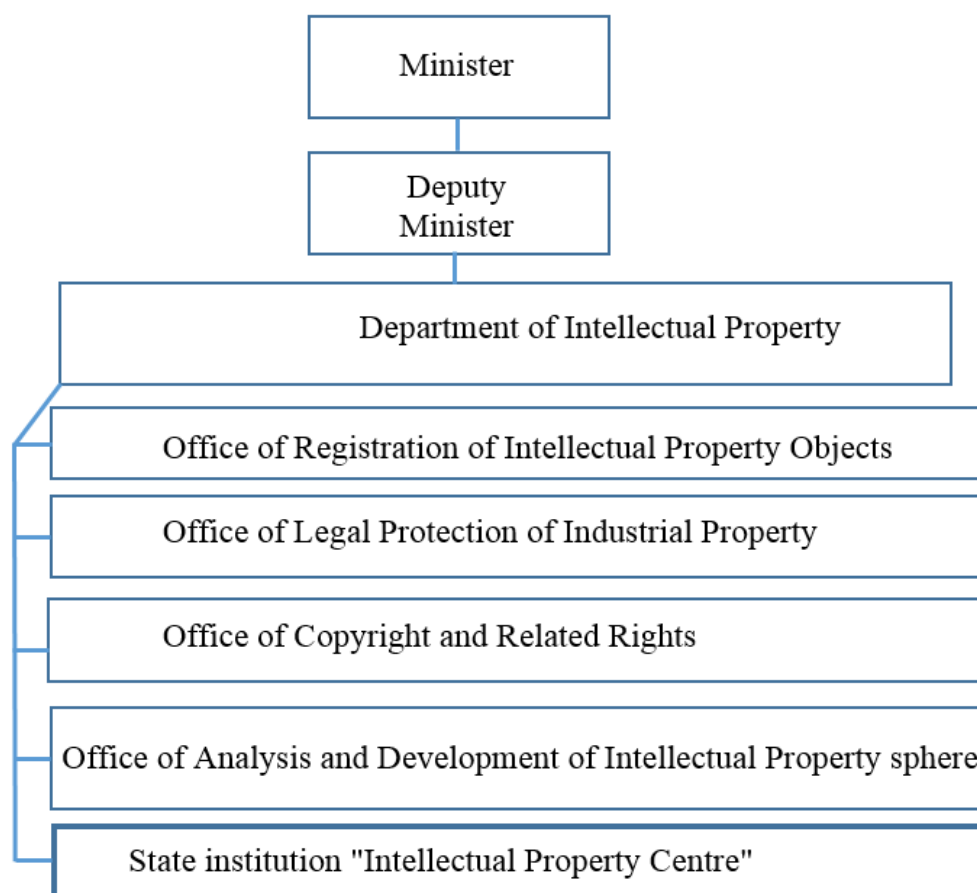 Minister
Deputy
Minister
Department of Intellectual Property
Office of Registration of Intellectual Property Objects
Office of Legal Protection of Industrial Property
Office of Copyright and Related Rights
Office of Analysis and Development of Intellectual Property sphere
State institution "Intellectual Property Centre"